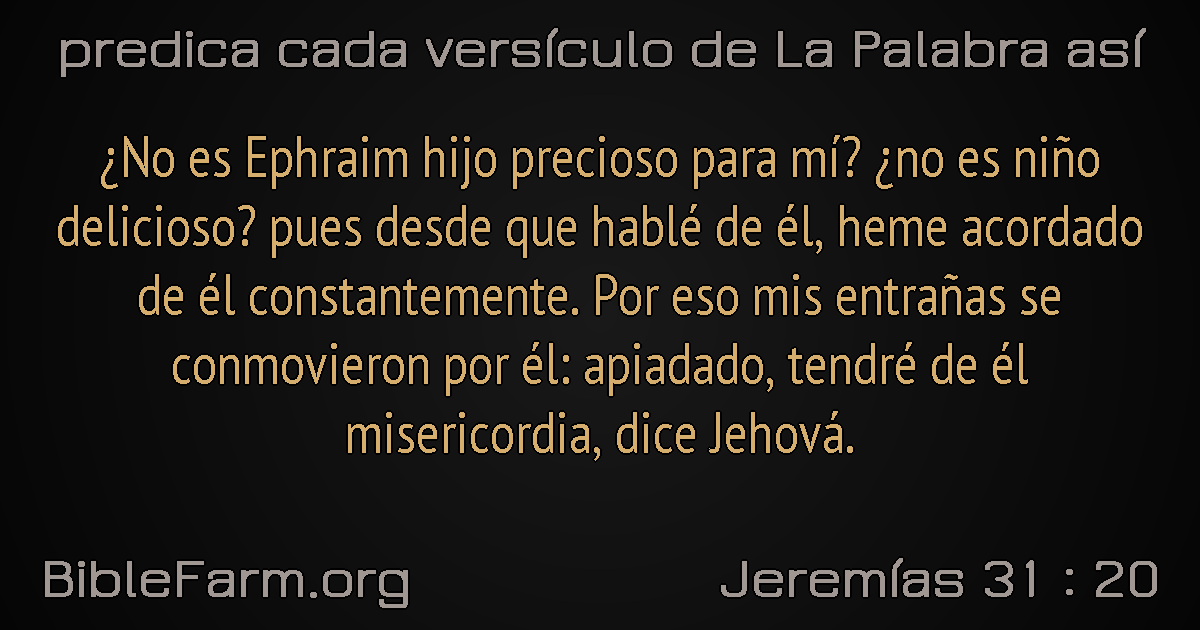 predica cada versículo de La Palabra así
¿No es Ephraim hijo precioso para mí? ¿no es niño
delicioso? pues desde que hablé de él, heme acordado
de él constantemente. Por eso mis entrañas se
conmovieron por él: apiadado, tendré de él
misericordia, dice Jehová.
BibleFarm.org
Jeremías 31 : 20